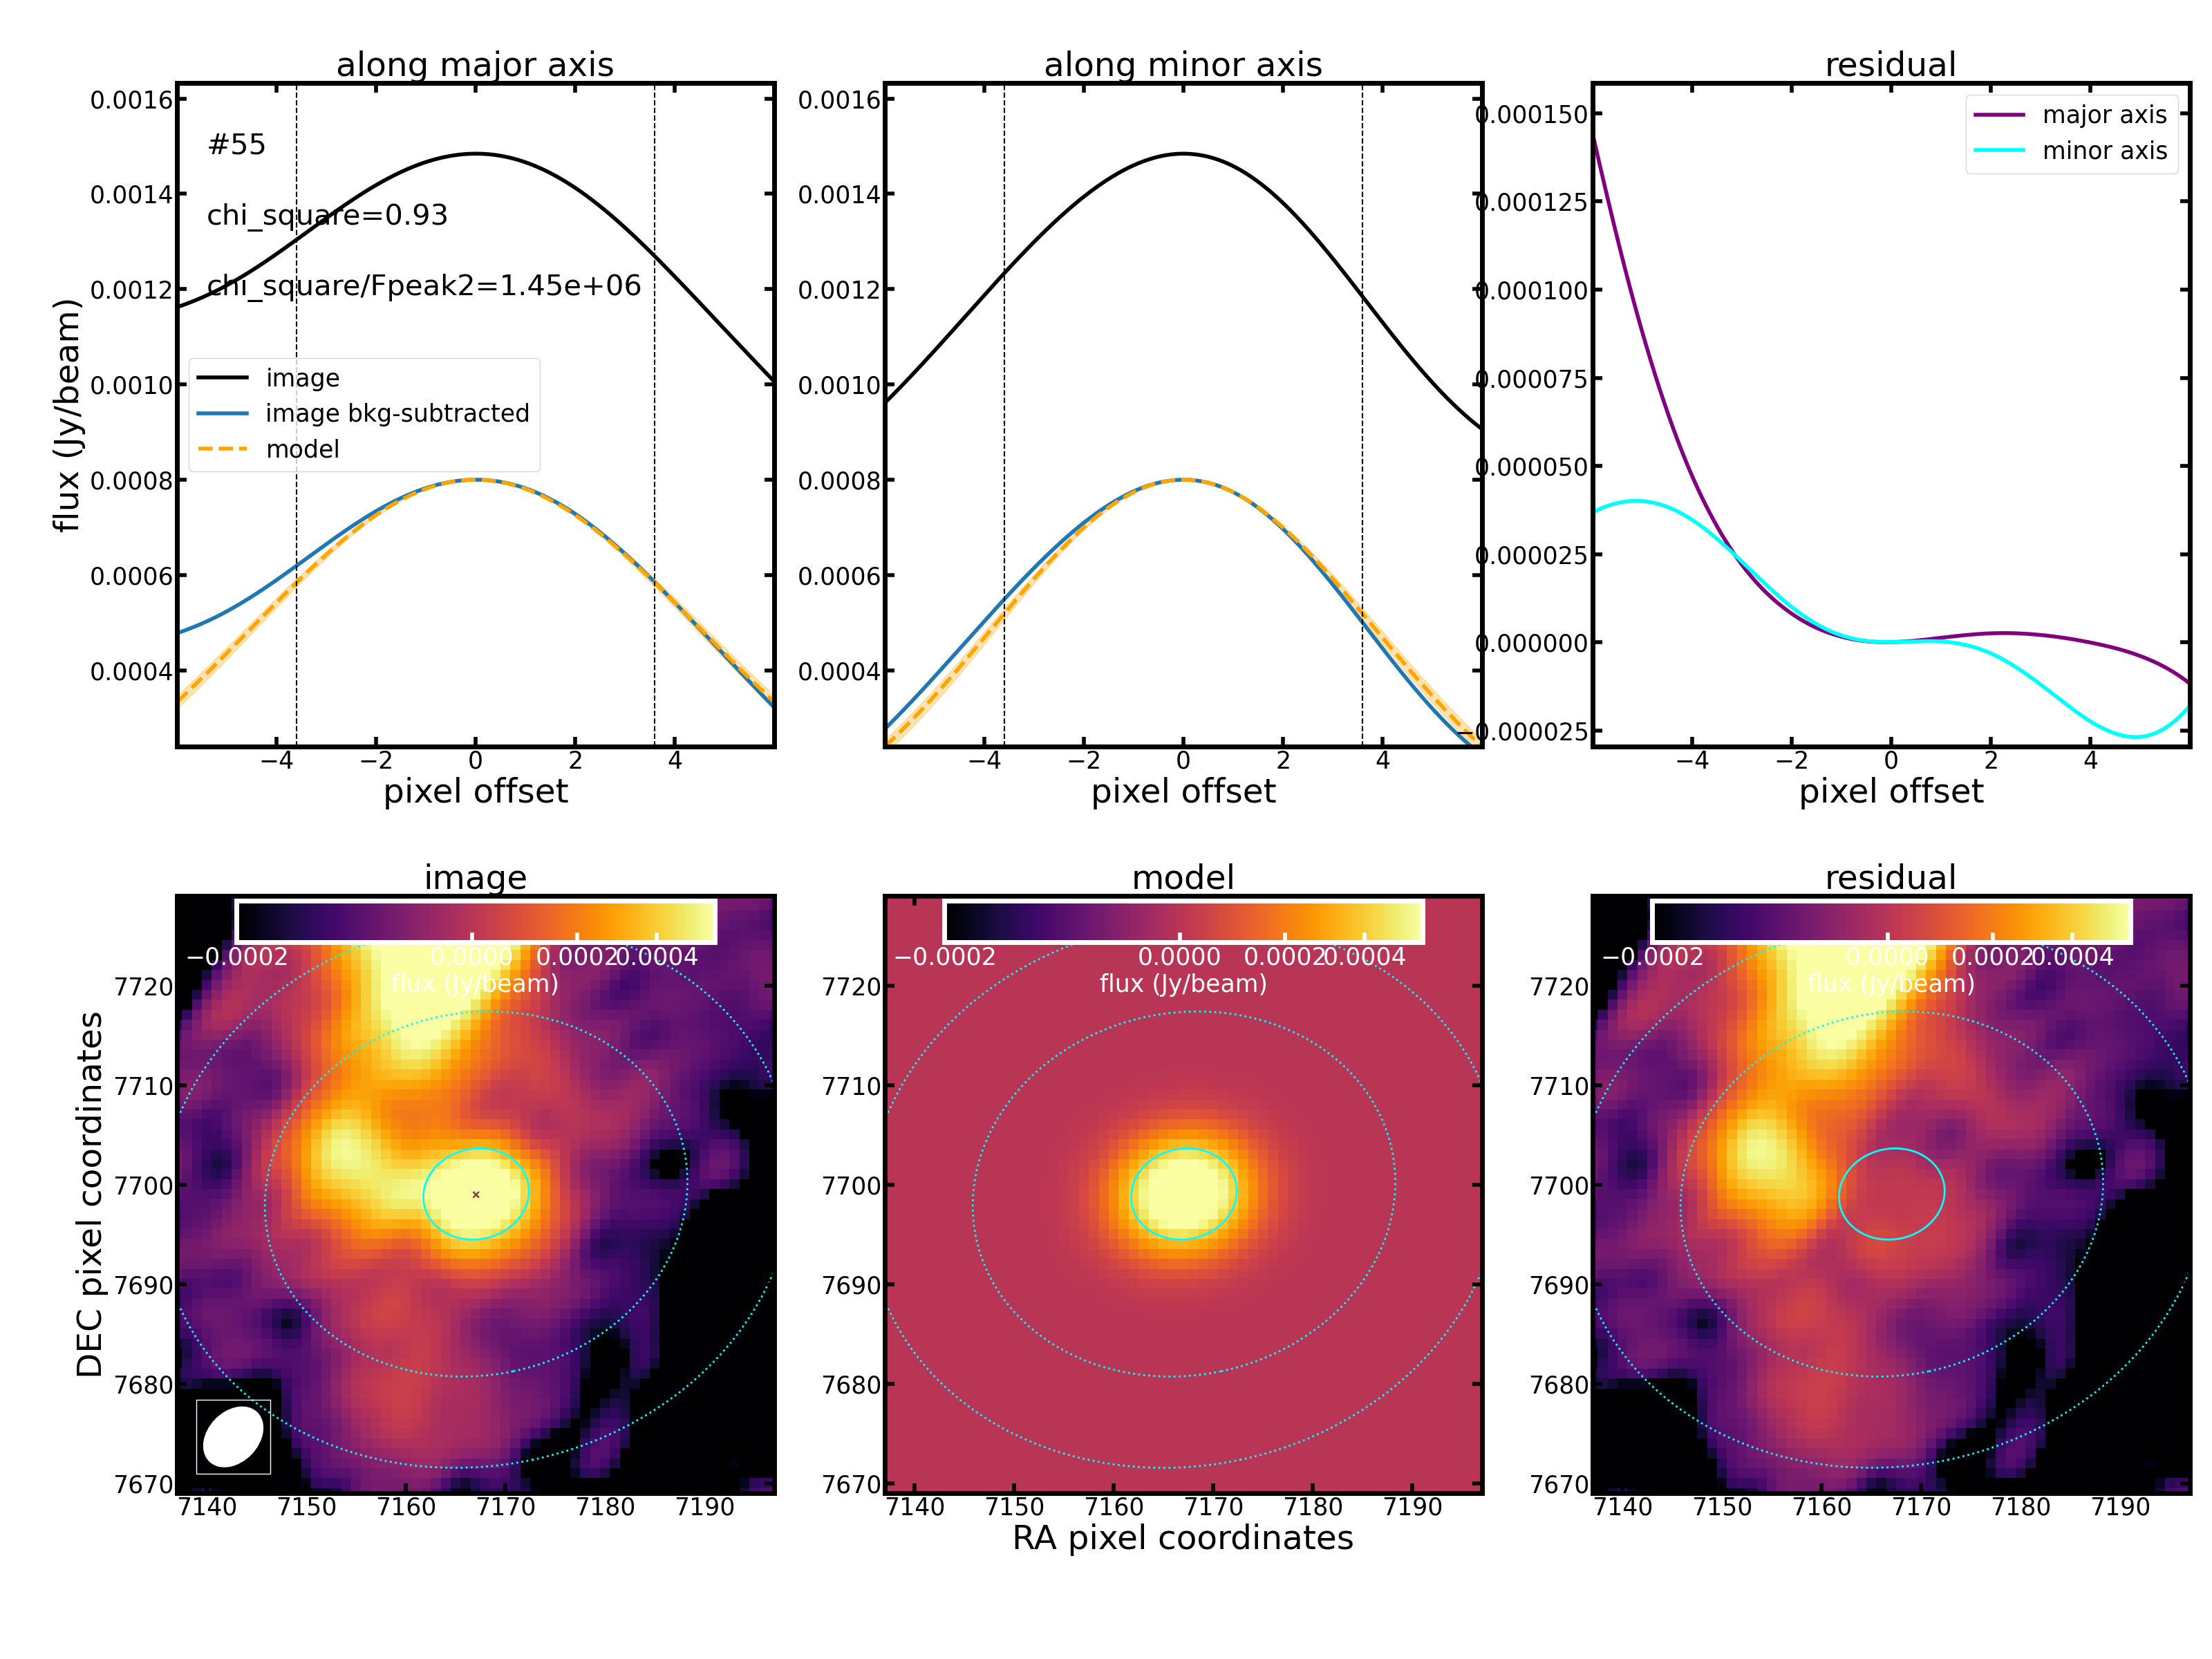 along major axis
along minor axis
residual
0.0016
0.0014
0.0012
0.0010
0.0008
0.0006
0.0004
flux (Jy/beam)
#55
chi_square=0.93
chi_square/Fpeak2=1.45e+06
image
image bkg-subtracted
model
−4 −2 0 2 4
pixel offset
0.0016
0.0014
0.0012
0.0010
0.0008
0.0006
0.0004
−4 −2 0 2 4
pixel offset
0.000150
0.000125
0.000100
0.000075
0.000050
0.000025
0.000000
−0.000025
major axis
minor axis
−4 −2 0 2 4
pixel offset
image
model
residual
−0.0002 0.0000 0.0002 0.0004
flux (Jy/beam)
7720
7710
7700
7690
7680
7670
DEC pixel coordinates
7140 7150 7160 7170 7180 7190
−0.0002 0.0000 0.0002 0.0004
flux (Jy/beam)
7720
7710
7700
7690
7680
7670
7140 7150 7160 7170 7180 7190
RA pixel coordinates
−0.0002 0.0000 0.0002 0.0004
flux (Jy/beam)
7720
7710
7700
7690
7680
7670
7140 7150 7160 7170 7180 7190